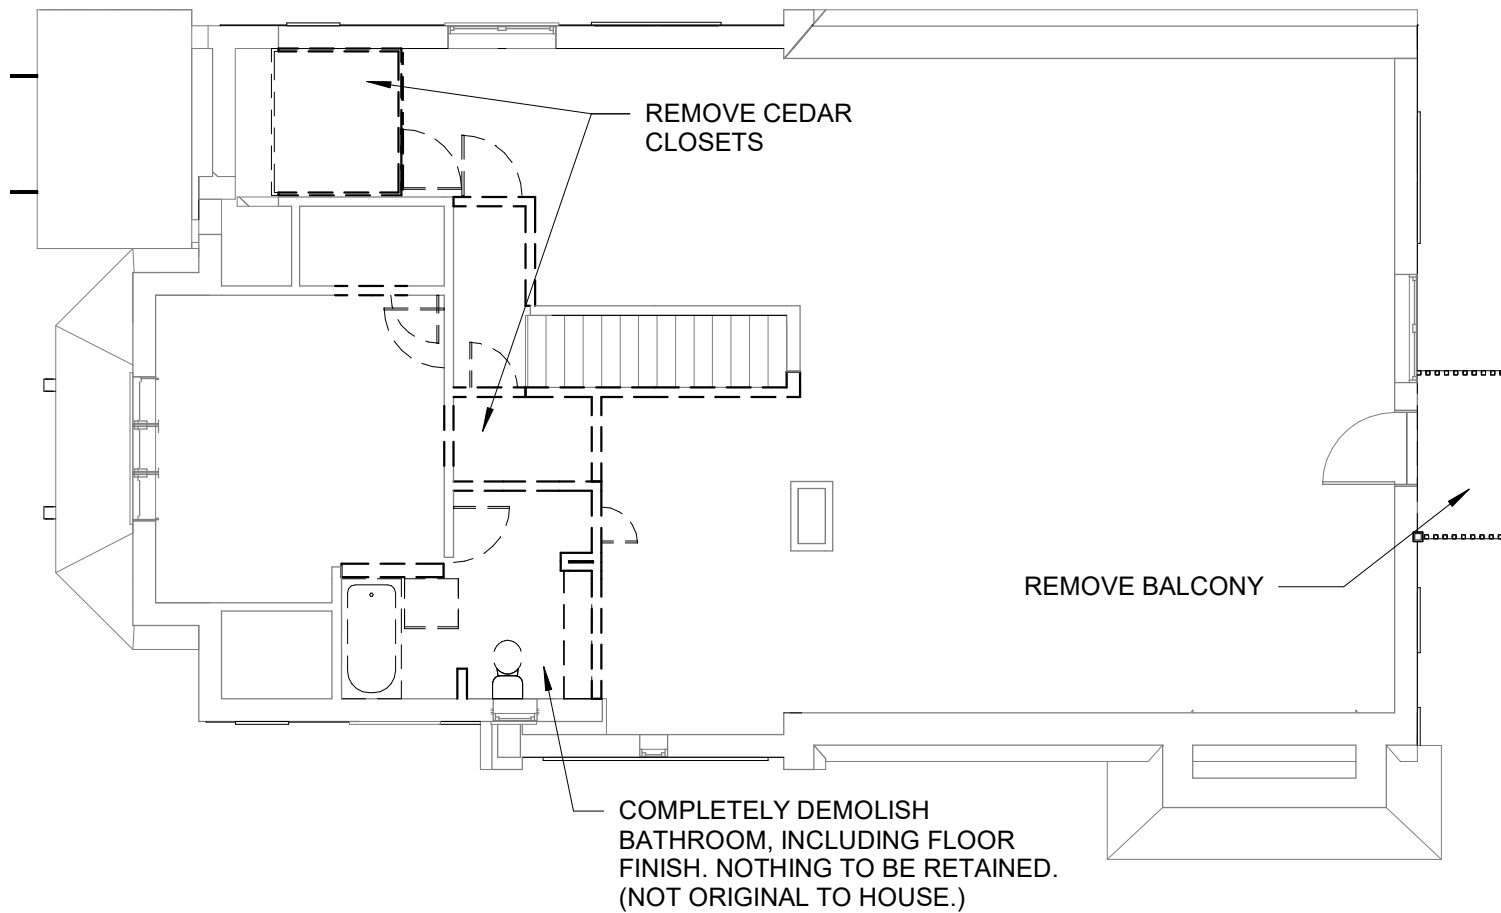 REMOVE CEDAR
CLOSETS
REMOVE BALCONY
COMPLETELY DEMOLISH
BATHROOM, INCLUDING FLOOR
FINISH. NOTHING TO BE RETAINED.
(NOT ORIGINAL TO HOUSE.)